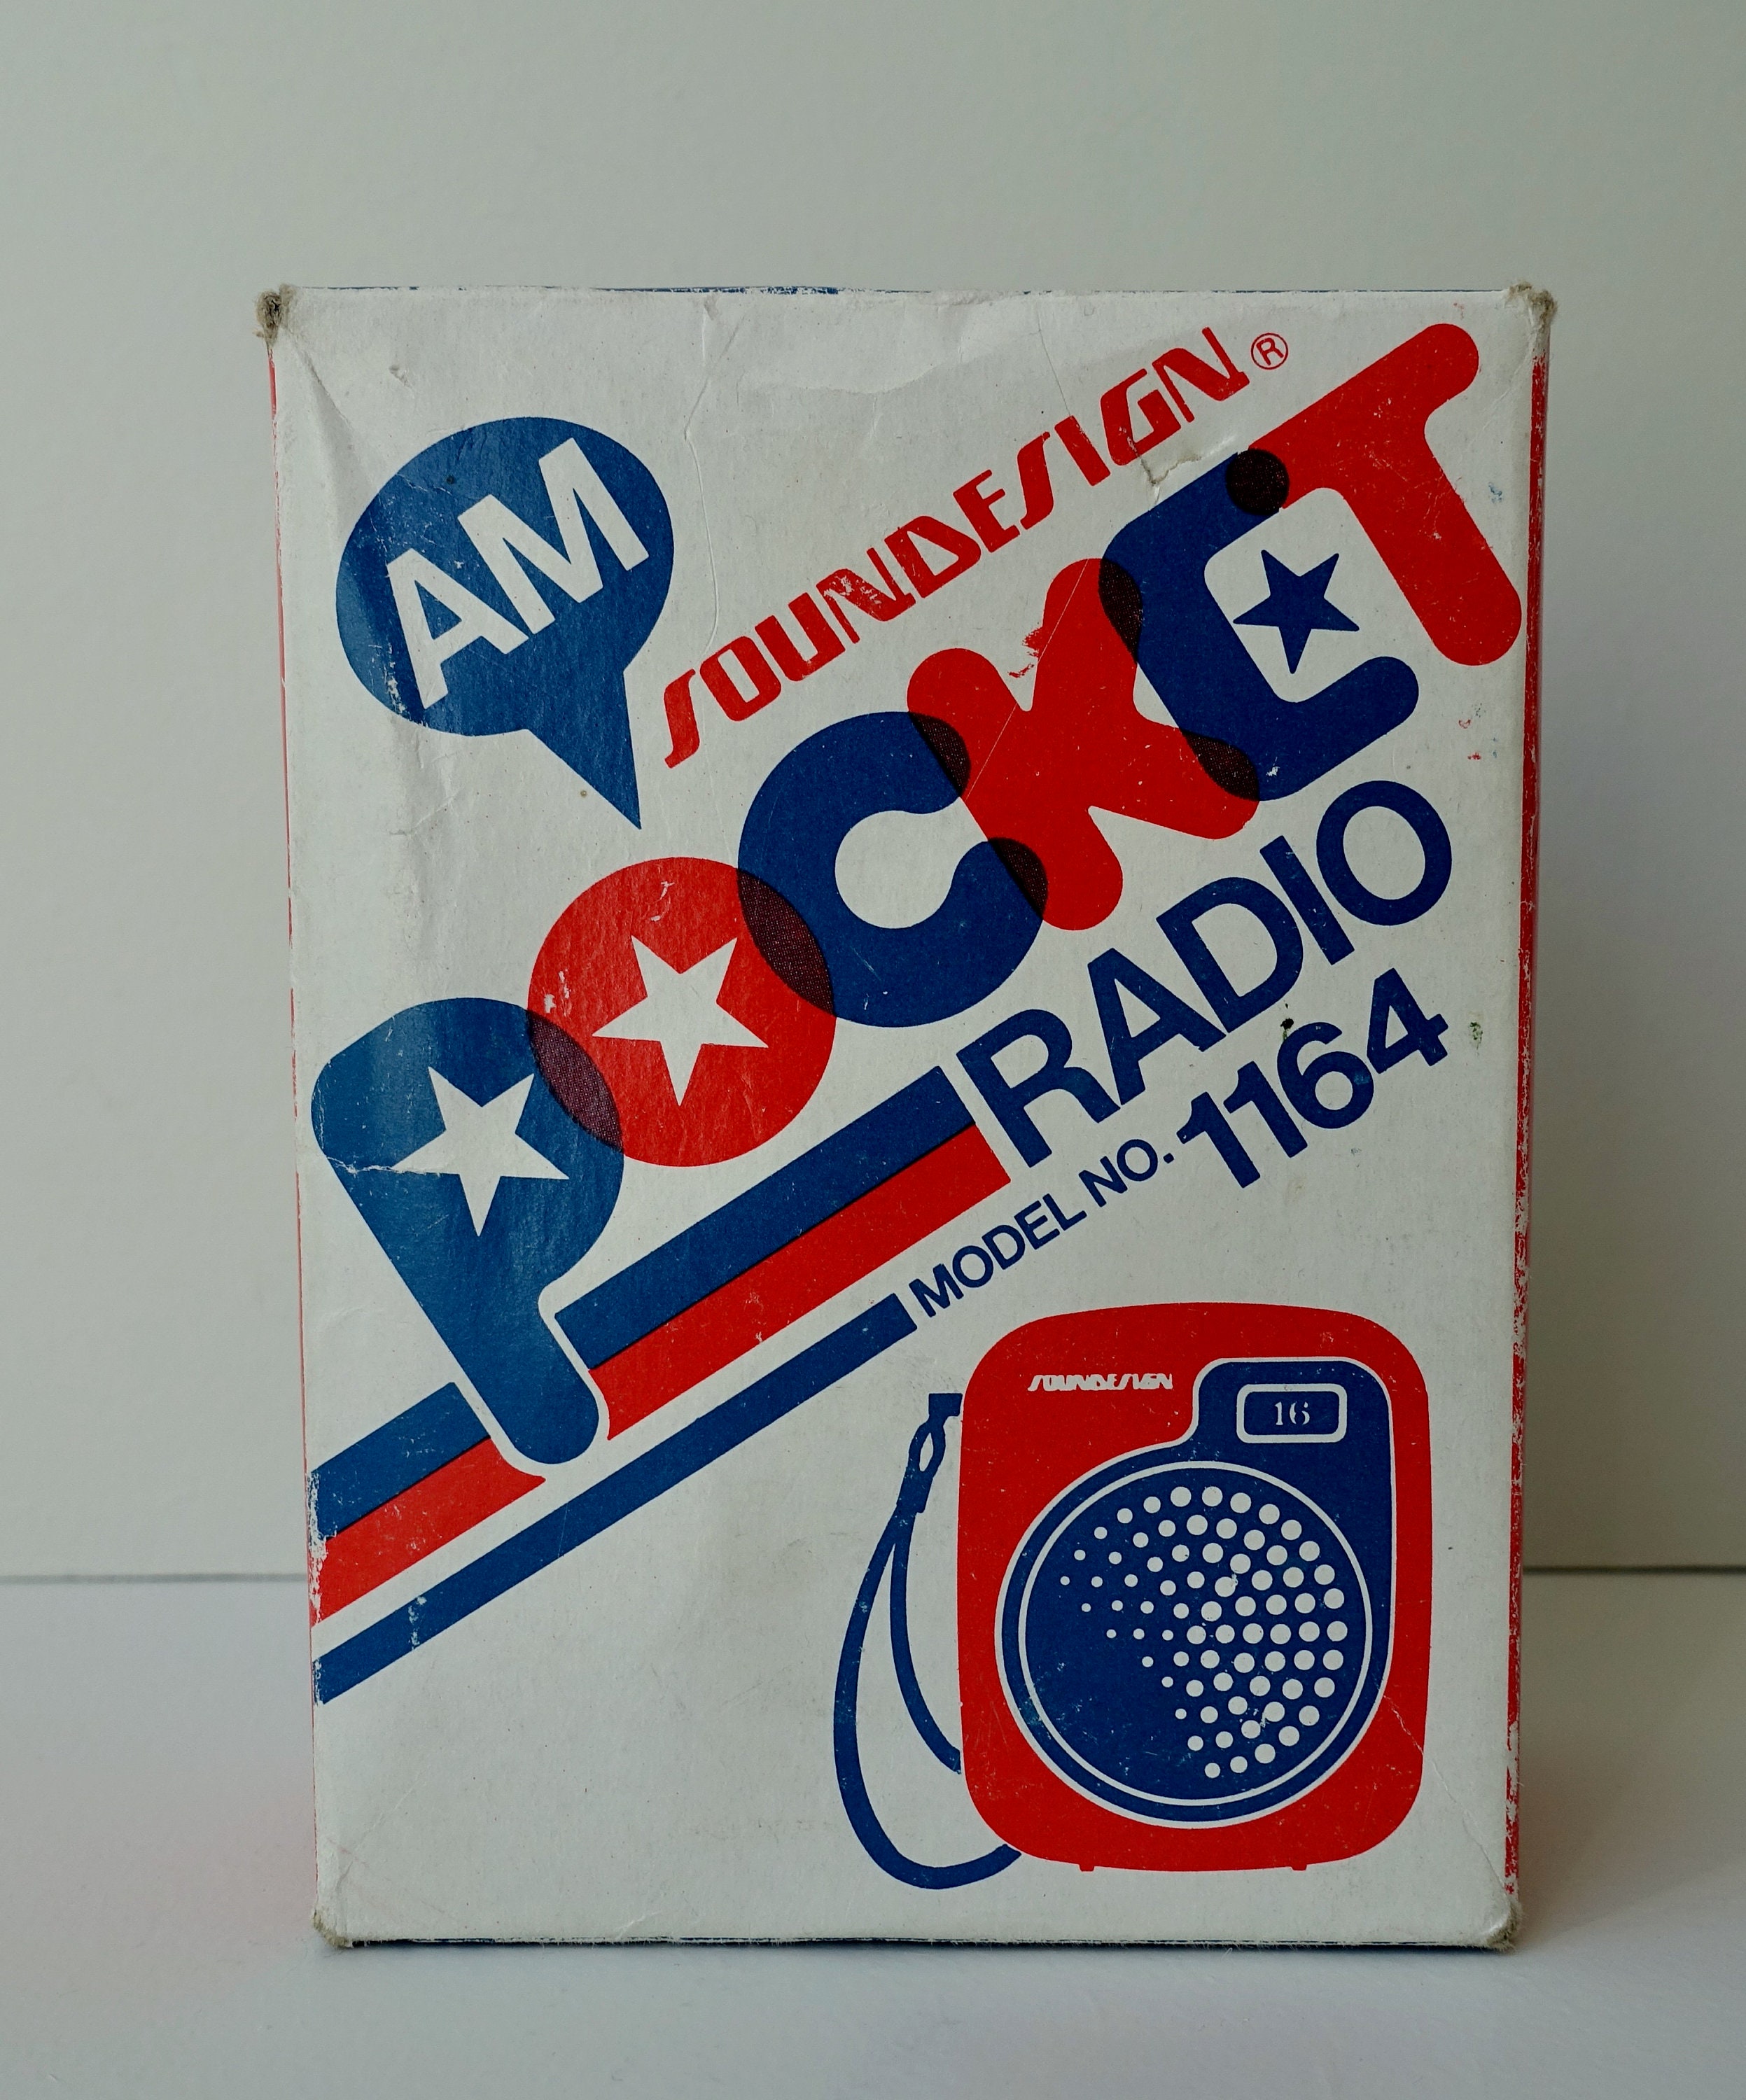 AM
SOUNDESIGN®
POCKET
RADIO
MODEL NO. 1164
SOUNDESIGN
16